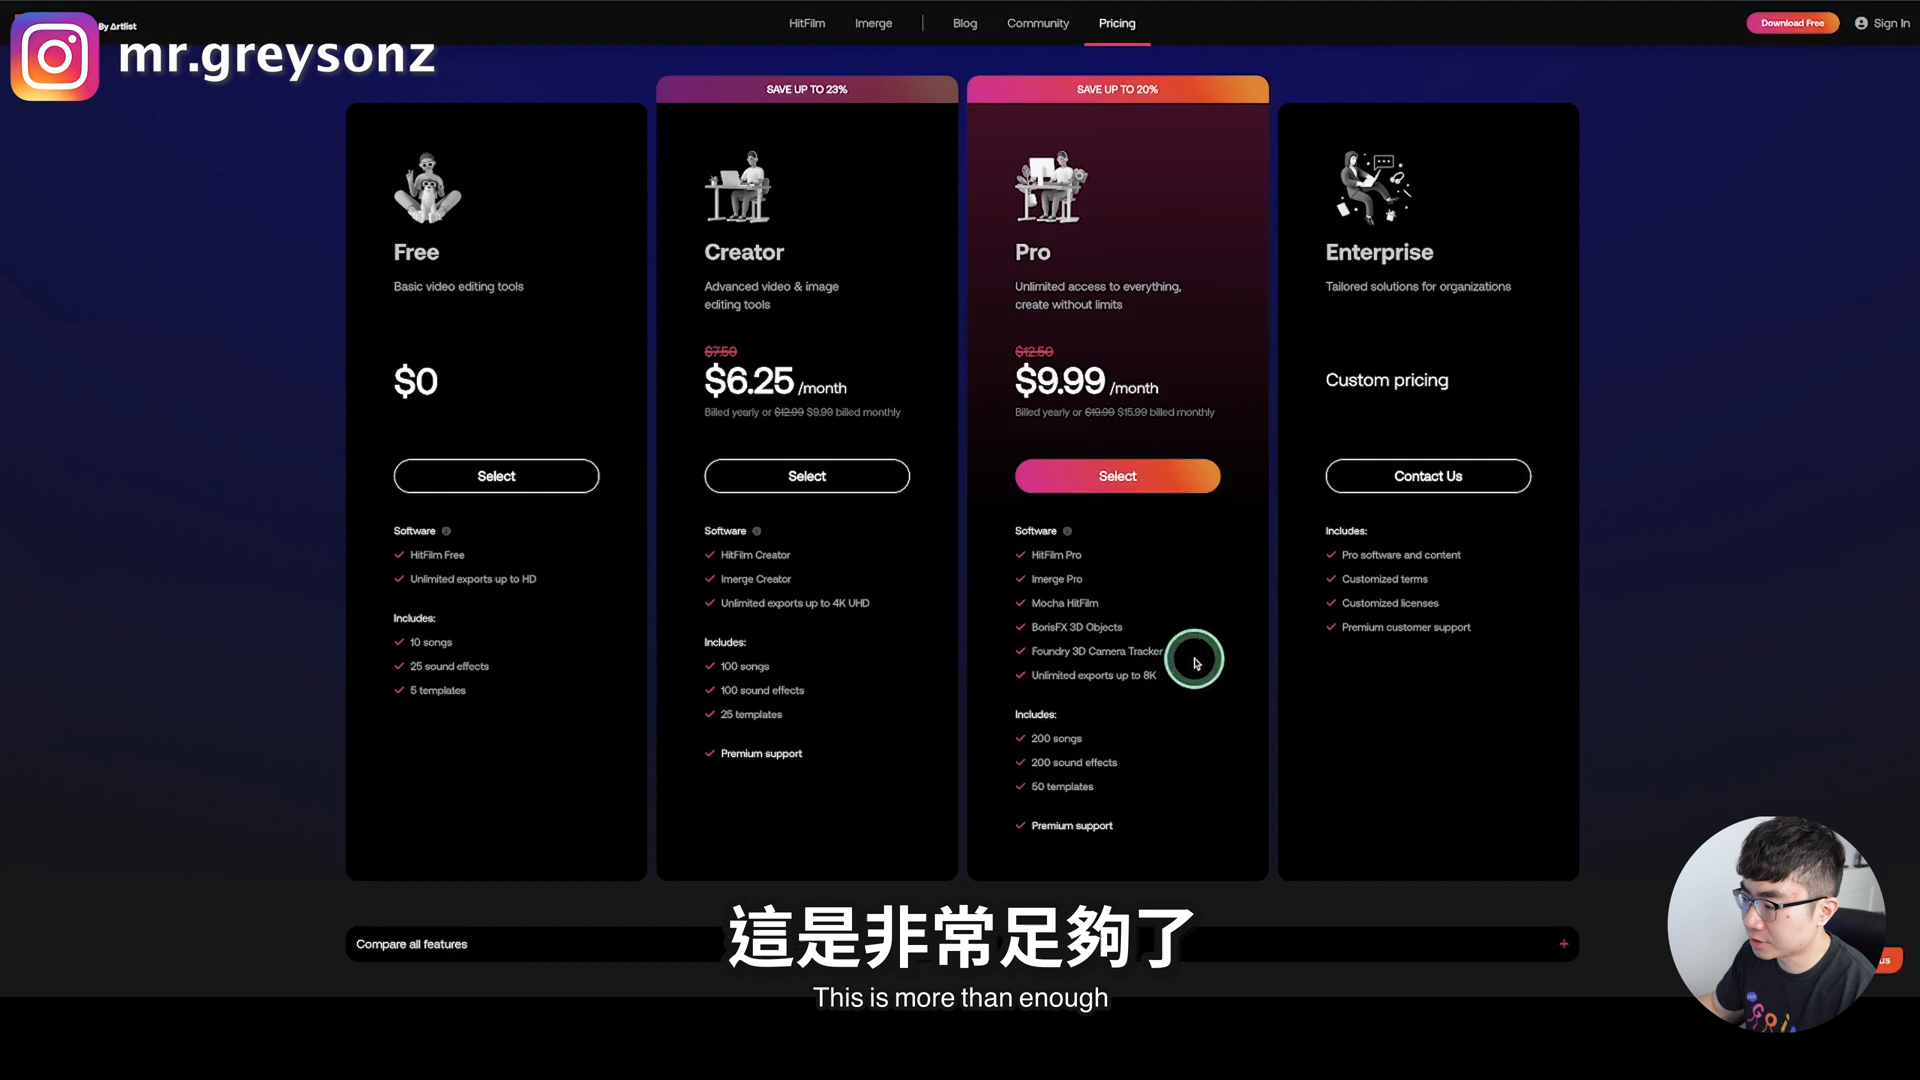 By Artlist
HitFilm
Imerge
Blog
Community
Pricing
Download Free
Sign In
mr.greysonz
Free
Basic video editing tools
$0
Select
Software
HitFilm Free
Unlimited exports up to HD
Includes:
10 songs
25 sound effects
5 templates
SAVE UP TO 23%
Creator
Advanced video & image
editing tools
$7.50
$6.25 /month
Billed yearly or $12.99 $9.99 billed monthly
Select
Software
HitFilm Creator
Imerge Creator
Unlimited exports up to 4K UHD
Includes:
100 songs
100 sound effects
25 templates
Premium support
SAVE UP TO 20%
Pro
Unlimited access to everything,
create without limits
$12.50
$9.99 /month
Billed yearly or $19.99 $15.99 billed monthly
Select
Software
HitFilm Pro
Imerge Pro
Mocha HitFilm
BorisFX 3D Objects
Foundry 3D Camera Tracker
Unlimited exports up to 8K
Includes:
200 songs
200 sound effects
50 templates
Premium support
Enterprise
Tailored solutions for organizations
Custom pricing
Contact Us
Includes:
Pro software and content
Customized terms
Customized licenses
Premium customer support
Compare all features
這是非常足夠了
This is more than enough